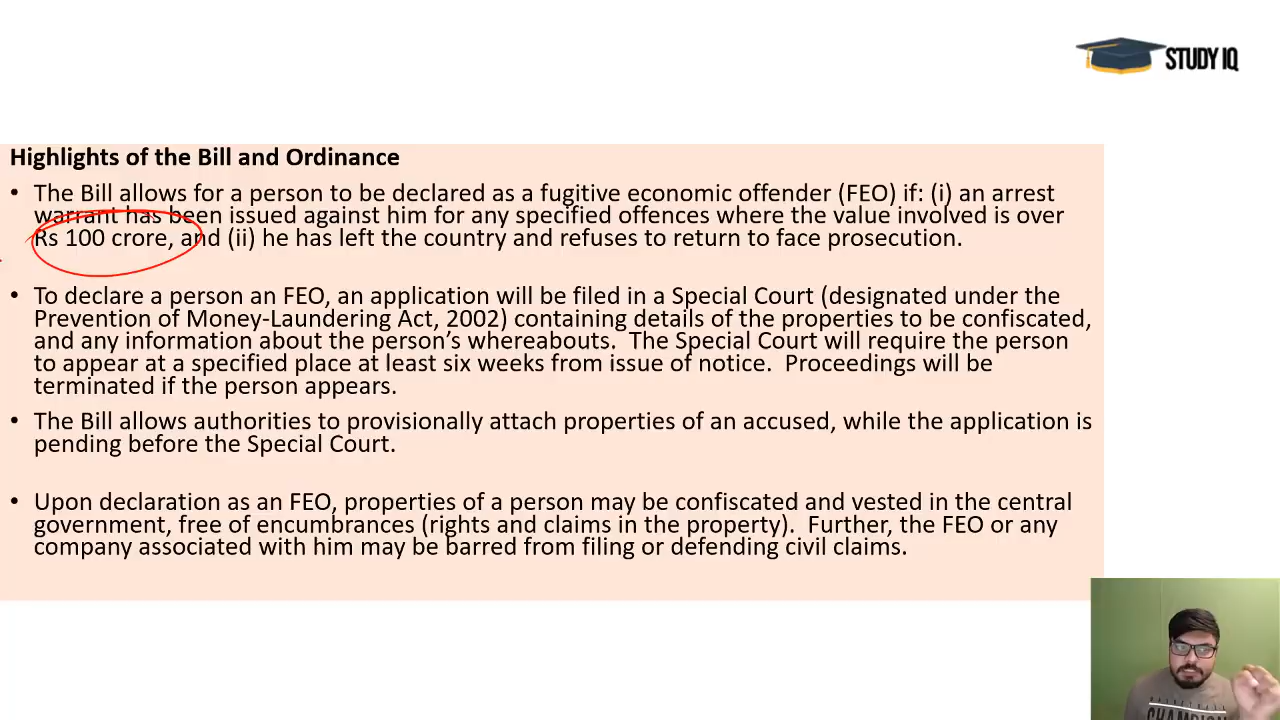 STUDY IQ
Highlights of the Bill and Ordinance
• The Bill allows for a person to be declared as a fugitive economic offender (FEO) if: (i) an arrest
warrant has been issued against him for any specified offences where the value involved is over
Rs 100 crore, and (ii) he has left the country and refuses to return to face prosecution.
• To declare a person an FEO, an application will be filed in a Special Court (designated under the
Prevention of Money-Laundering Act, 2002) containing details of the properties to be confiscated,
and any information about the person’s whereabouts.  The Special Court will require the person
to appear at a specified place at least six weeks from issue of notice.  Proceedings will be
terminated if the person appears.
• The Bill allows authorities to provisionally attach properties of an accused, while the application is
pending before the Special Court.
• Upon declaration as an FEO, properties of a person may be confiscated and vested in the central
government, free of encumbrances (rights and claims in the property).  Further, the FEO or any
company associated with him may be barred from filing or defending civil claims.
CHAMPION